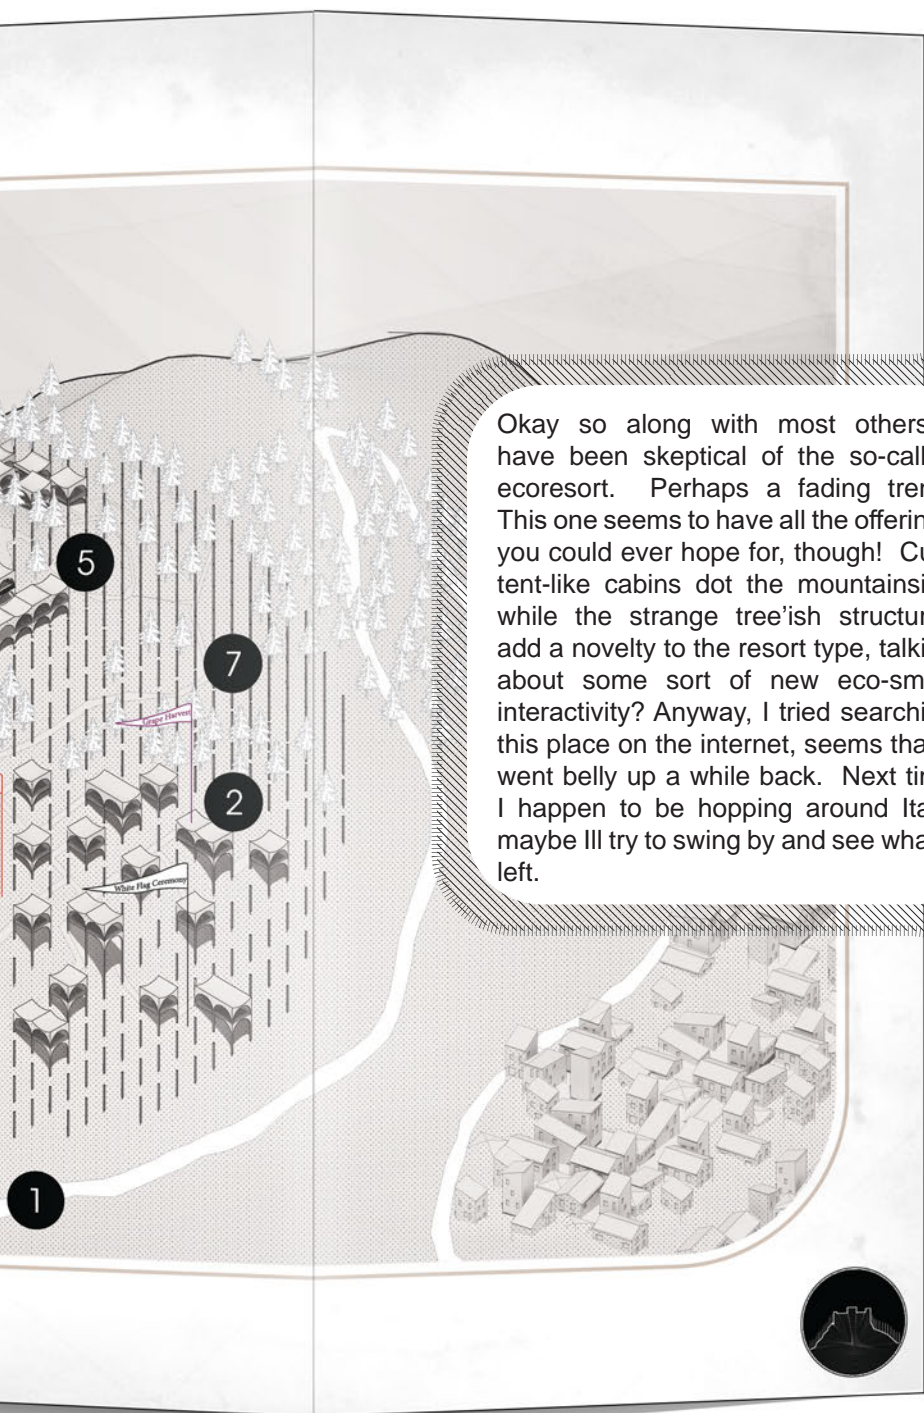 Okay so along with most others
have been skeptical of the so-call
ecoresort. Perhaps a fading tren
This one seems to have all the offerin
you could ever hope for, though! Cu
tent-like cabins dot the mountainsi
while the strange tree'ish structur
add a novelty to the resort type, talki
about some sort of new eco-sm
interactivity? Anyway, I tried searchi
this place on the internet, seems tha
went belly up a while back. Next tin
I happen to be hopping around Ita
maybe Ill try to swing by and see wha
left.
5
7
Grape Harvest
2
White Flag Ceremony
1